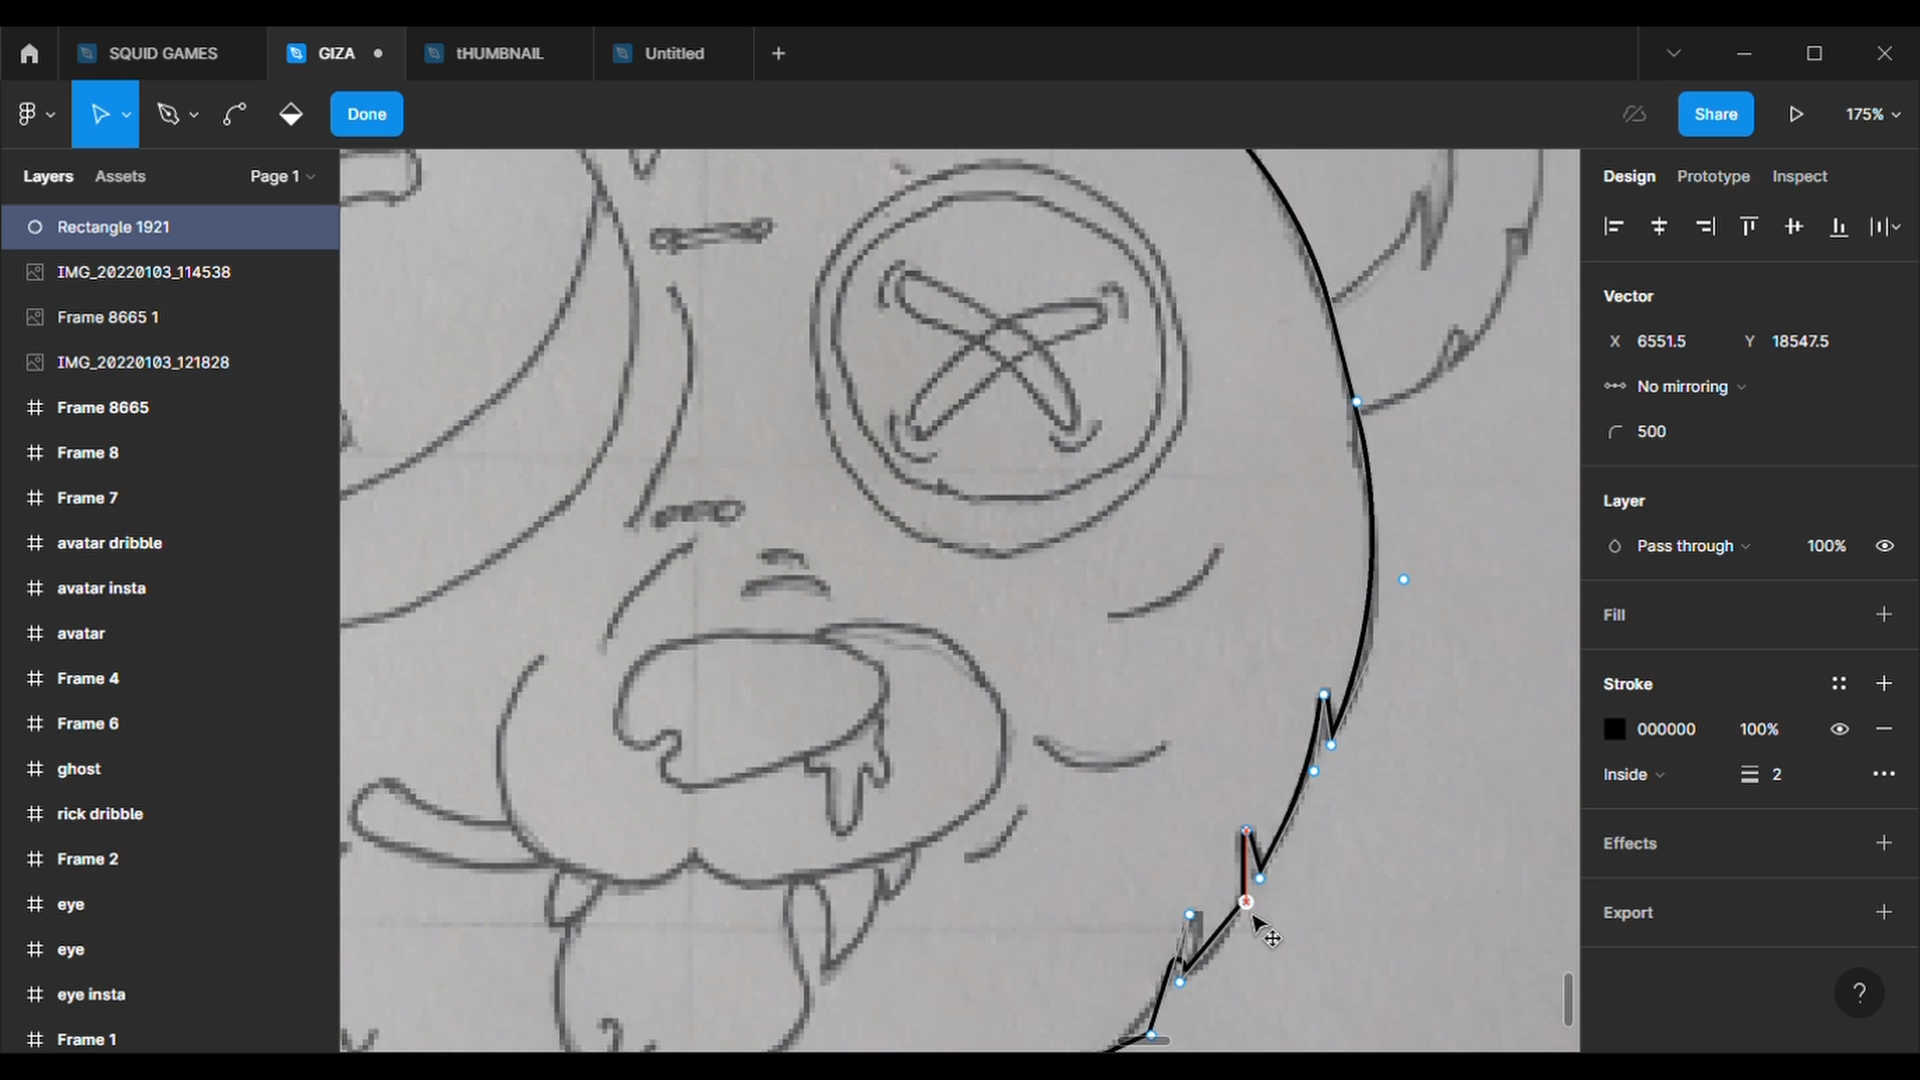 SQUID GAMES
GIZA
tHUMBNAIL
Untitled
Done
Share
175%
Layers
Assets
Page 1
Rectangle 1921
IMG_20220103_114538
Frame 8665 1
IMG_20220103_121828
Frame 8665
Frame 8
Frame 7
avatar dribble
avatar insta
avatar
Frame 4
Frame 6
ghost
rick dribble
Frame 2
eye
eye
eye insta
Frame 1
Design
Prototype
Inspect
Vector
X 6551.5
Y 18547.5
No mirroring
500
Layer
Pass through
100%
Fill
Stroke
000000
100%
Inside
2
Effects
Export
?